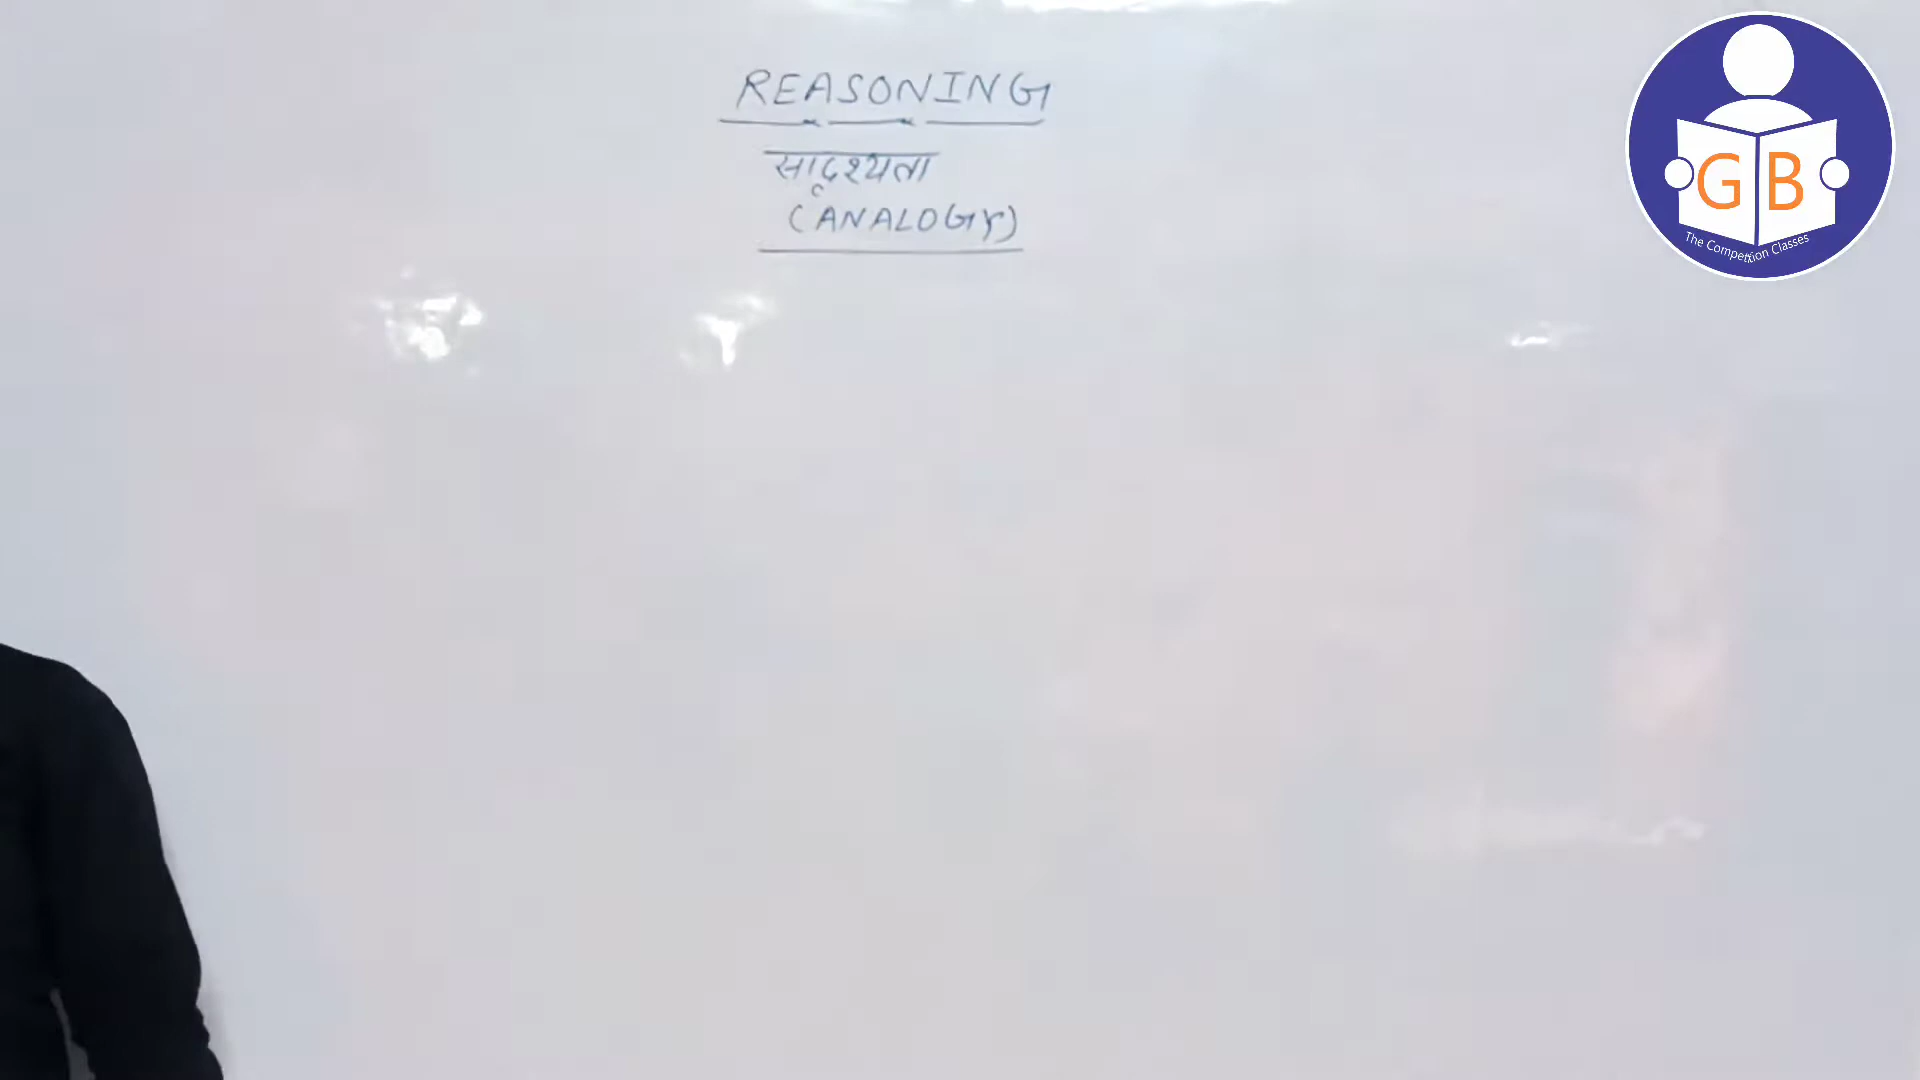 REASONING
सादृश्यता
(ANALOGY)
GB
The Competition Classes